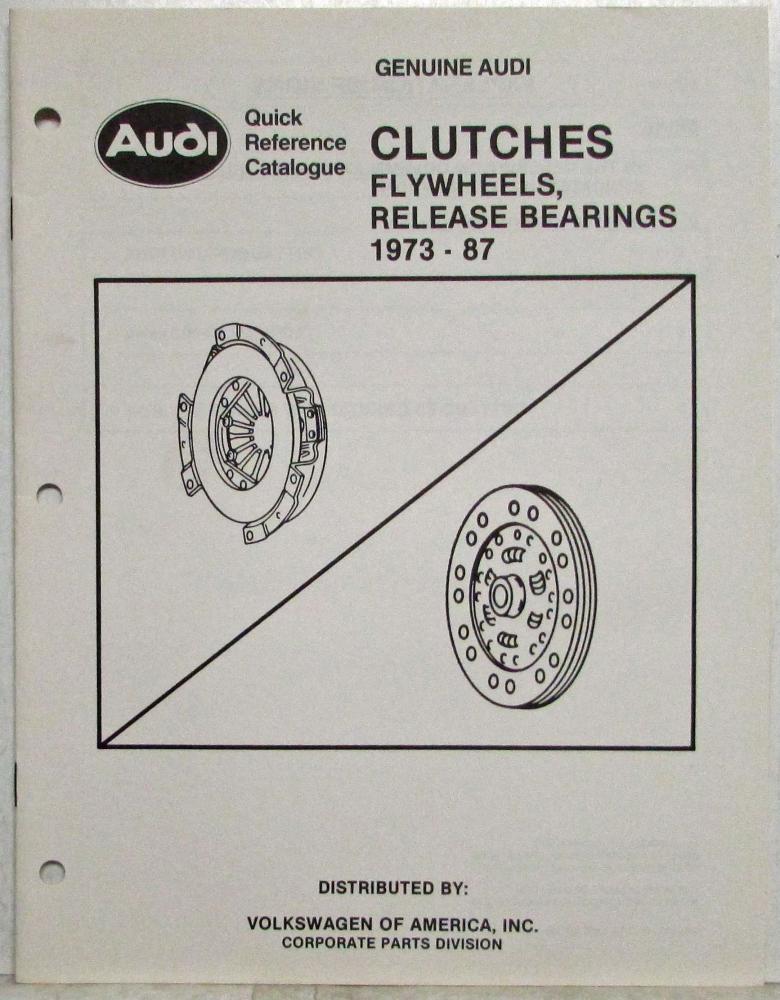 GENUINE AUDI
Audi
Quick
Reference
Catalogue
CLUTCHES
FLYWHEELS,
RELEASE BEARINGS
1973 - 87
DISTRIBUTED BY:
VOLKSWAGEN OF AMERICA, INC.
CORPORATE PARTS DIVISION